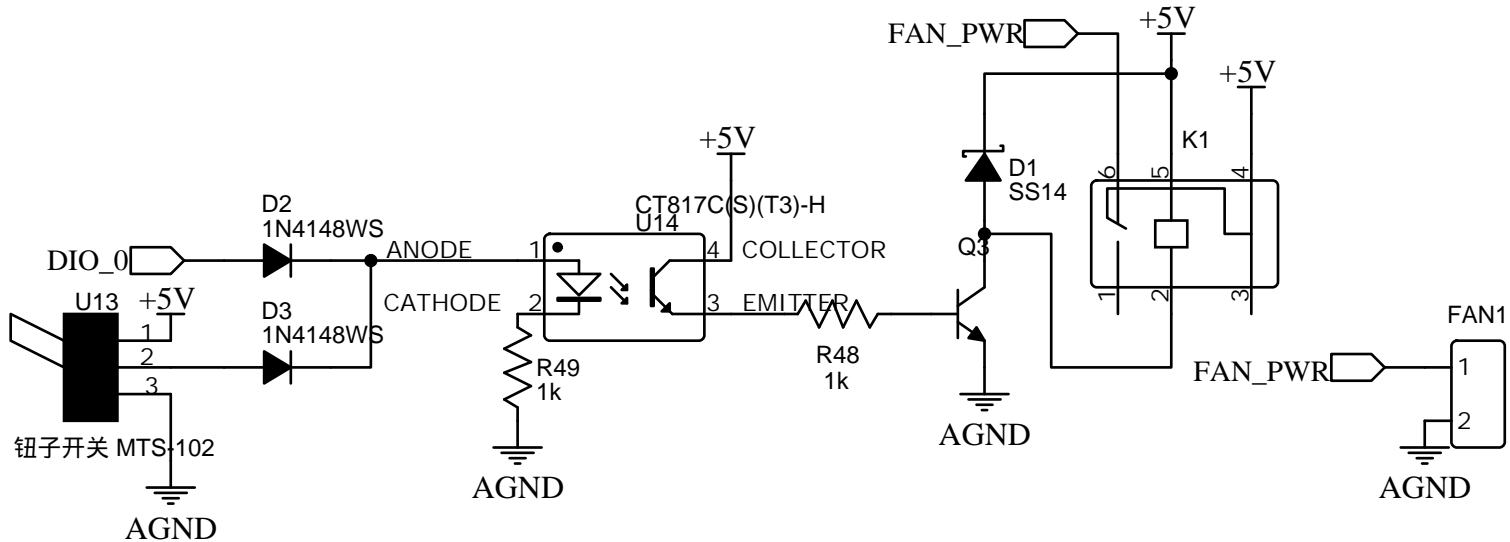 FAN_PWR
+5V
+5V
K1
6
5
4
D1
SS14
+5V
CT817C(S)(T3)-H
U14
D2
1N4148WS
ANODE
1
4
COLLECTOR
Q3
DIO_0
U13
+5V
CATHODE
2
3
EMITTER
1
2
3
D3
1N4148WS
1
2
3
R49
1k
R48
1k
FAN1
FAN_PWR
1
2
钮子开关 MTS-102
AGND
AGND
AGND
AGND